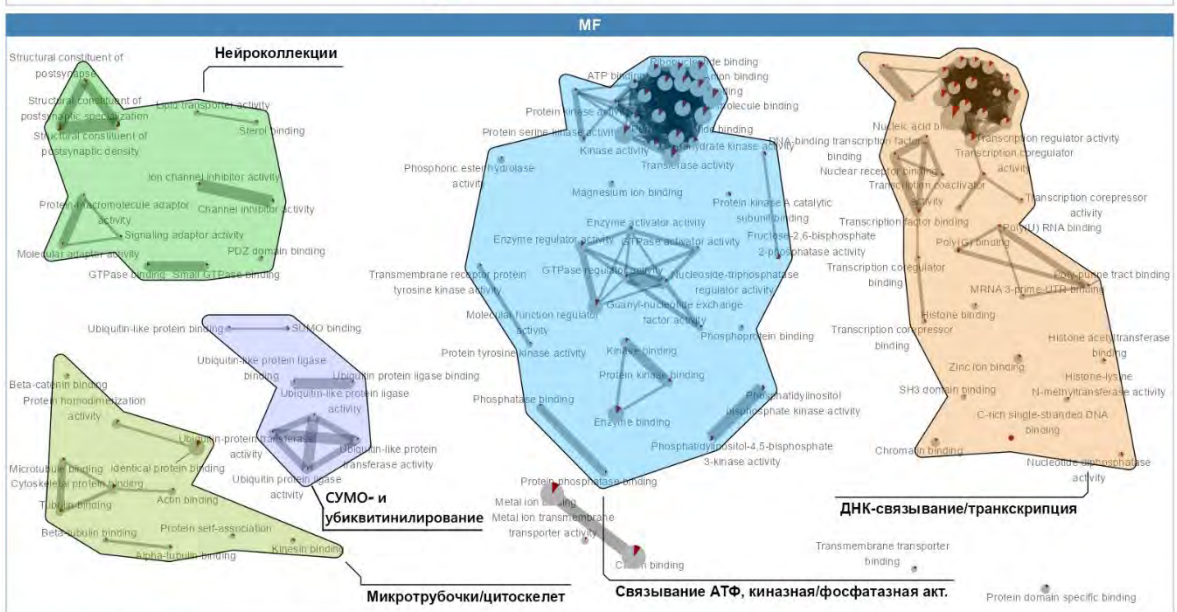 MF
Нейроколлекции
Structural constituent of
postsynapse
Structural constituent of
postsynaptic specialization
Structural constituent of
postsynaptic density
Lipid transporter activity
Sterol binding
Ion channel inhibitor activity
Channel inhibitor activity
Protein-macromolecule adaptor
activity
Signaling adaptor activity
Molecular adaptor activity
PDZ domain binding
GTPase binding
Small GTPase binding
Ubiquitin-like protein binding
SUMO binding
Ubiquitin-like protein ligase
binding
Ubiquitin protein ligase binding
Ubiquitin-like protein ligase
activity
Ubiquitin-protein transferase
activity
Ubiquitin-like protein
transferase activity
Ubiquitin protein ligase
activity
СУМО- и
убиквитинилирование
Beta-catenin binding
Protein homodimerization
activity
Identical protein binding
Microtubule binding
Cytoskeletal protein binding
Tubulin binding
Actin binding
Beta-tubulin binding
Protein self-association
Alpha-tubulin binding
Kinesin binding
Микротрубочки/цитоскелет
Ribonucleotide binding
ATP binding
Protein kinase activity
Protein serine kinase activity
Kinase activity
Transferase activity
molecule binding
Phosphoric ester hydrolase
activity
Magnesium ion binding
Protein kinase A catalytic
subunit binding
Fructose-2,6-bisphosphate
2-phosphatase activity
Enzyme activator activity
Enzyme regulator activity
GTPase activator activity
GTPase regulator activity
Nucleoside-triphosphatase
regulator activity
Guanyl-nucleotide exchange
factor activity
Transmembrane receptor protein
tyrosine kinase activity
Molecular function regulator
activity
Protein tyrosine kinase activity
Phosphoprotein binding
Kinase binding
Protein kinase binding
Enzyme binding
Phosphatase binding
Phosphatidylinositol
bisphosphate kinase activity
Phosphatidylinositol-4,5-bisphosphate
3-kinase activity
Protein phosphatase binding
Metal ion binding
Metal ion transmembrane
transporter activity
Cation binding
Связывание АТФ, киназная/фосфатазная акт.
DNA-binding transcription factor
binding
Nuclear receptor binding
Transcription coactivator
activity
Transcription regulator activity
Transcription coregulator
activity
Transcription corepressor
activity
Transcription factor binding
Poly(U) RNA binding
Poly(G) binding
Transcription coregulator
binding
Poly-purine tract binding
MRNA 3-prime-UTR binding
Histone binding
Transcription corepressor
binding
Histone acetyltransferase
binding
Zinc ion binding
Histone-lysine
N-methyltransferase activity
SH3 domain binding
C-rich single-stranded DNA
binding
Chromatin binding
Nucleotide diphosphatase
activity
ДНК-связывание/транскрипция
Transmembrane transporter
binding
Protein domain specific binding